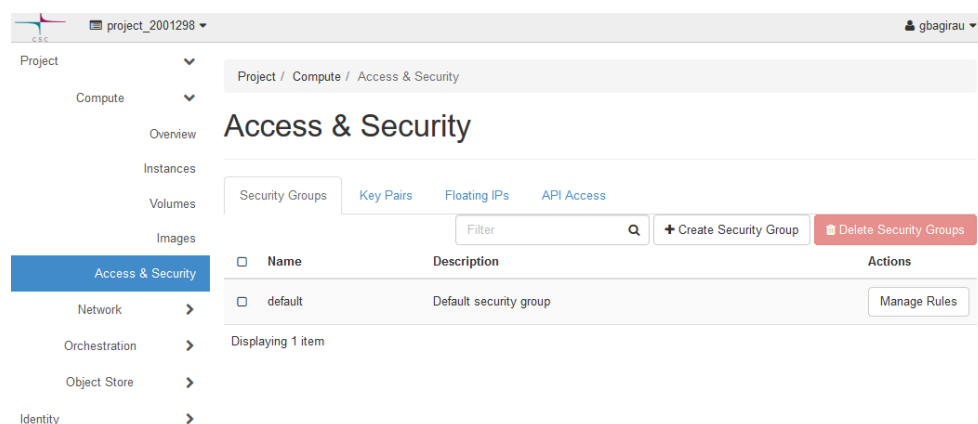 csc
project_2001298
gbagirau
Project
Compute
Overview
Instances
Volumes
Images
Access & Security
Network
Orchestration
Object Store
Identity
Project / Compute / Access & Security
Access & Security
Security Groups Key Pairs Floating IPs API Access
Filter + Create Security Group Delete Security Groups
Name Description Actions
default Default security group Manage Rules
Displaying 1 item